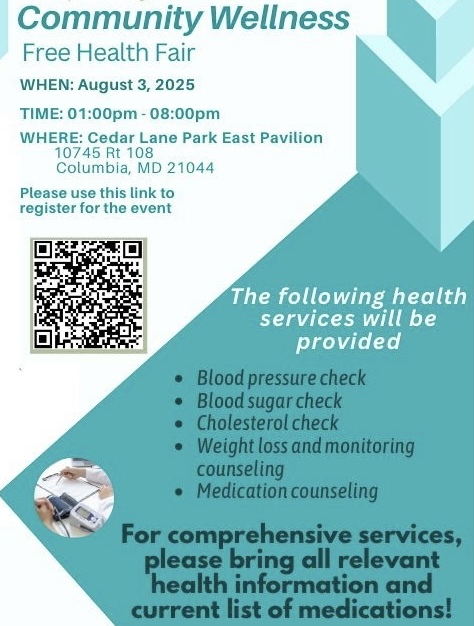 Community Wellness
Free Health Fair
WHEN: August 3, 2025
TIME: 01:00pm - 08:00pm
WHERE: Cedar Lane Park East Pavilion
10745 Rt 108
Columbia, MD 21044
Please use this link to
register for the event
The following health
services will be
provided
• Blood pressure check
• Blood sugar check
• Cholesterol check
• Weight loss and monitoring
counseling
• Medication counseling
For comprehensive services,
please bring all relevant
health information and
current list of medications!